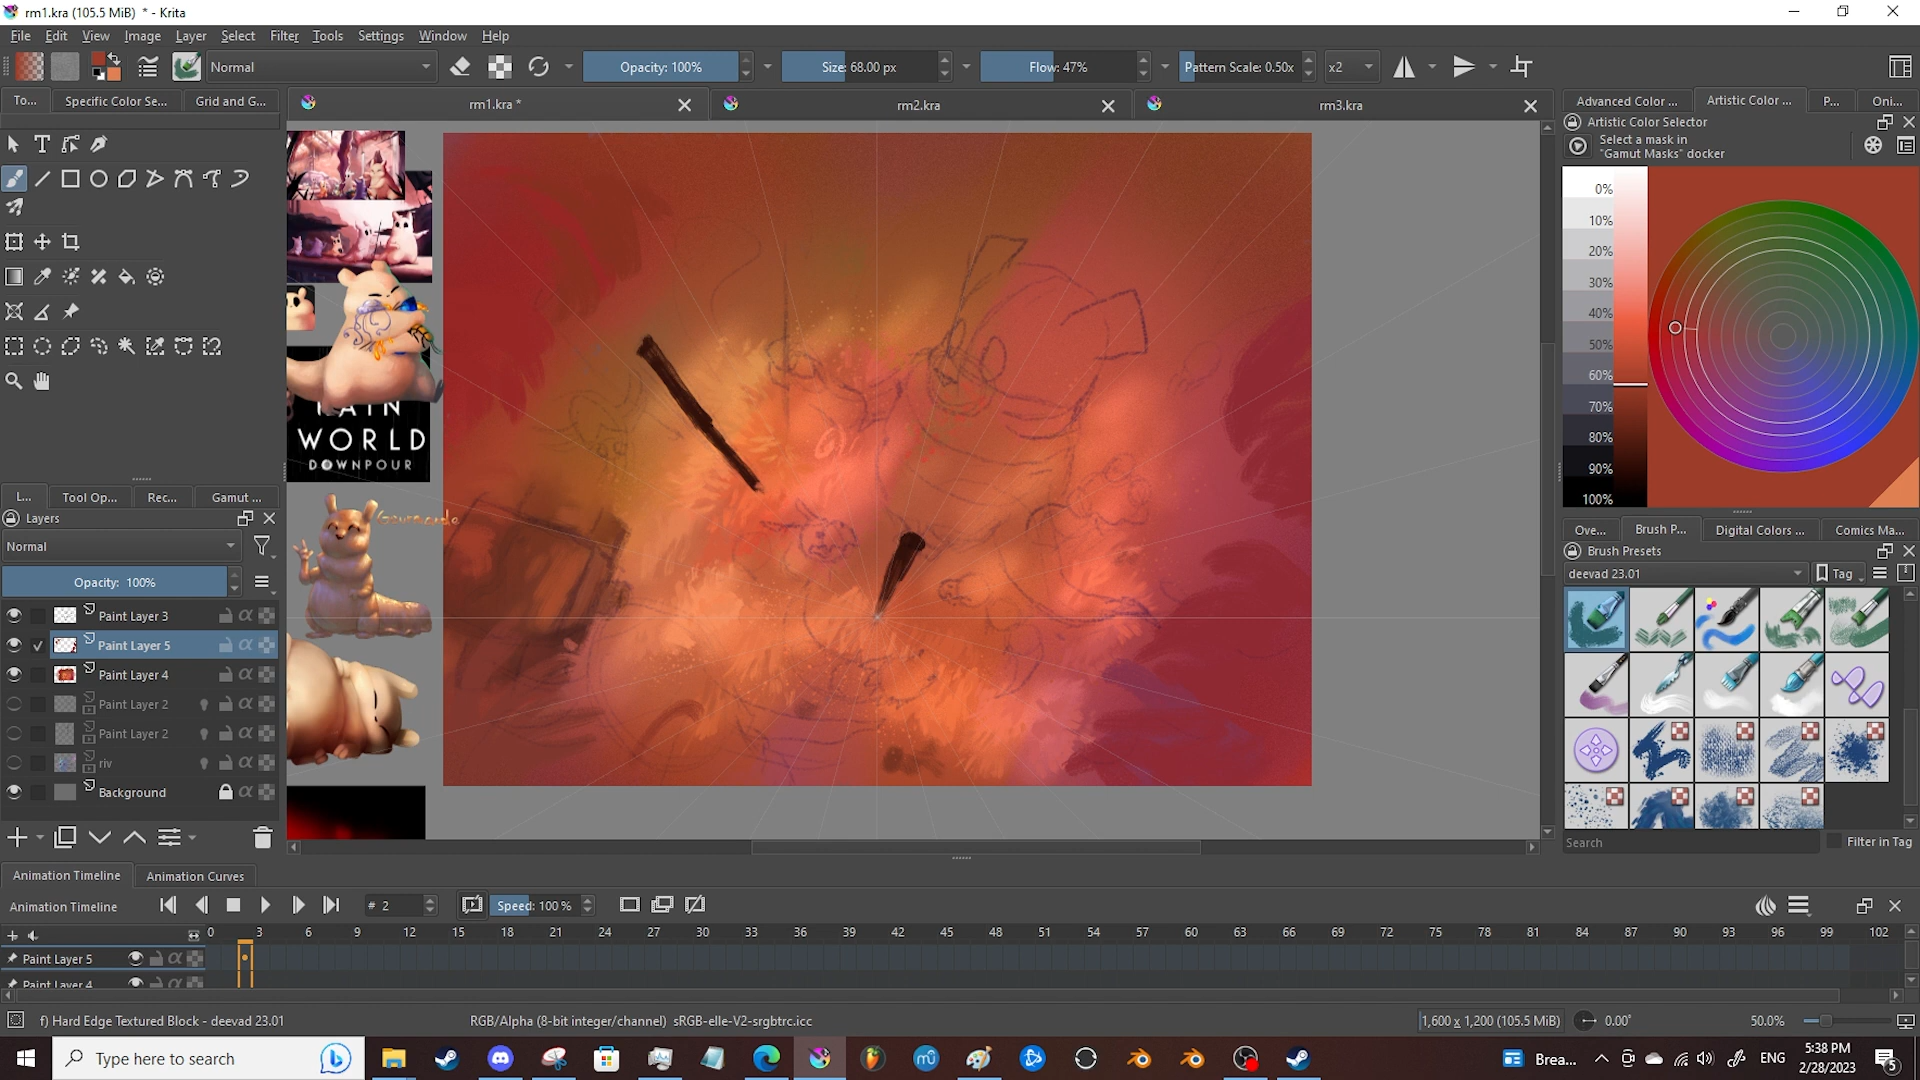 rm1.kra (105.5 MiB)  * - Krita
File Edit View Image Layer Select Filter Tools Settings Window Help
Normal Opacity: 100% Size: 68.00 px Flow: 47% Pattern Scale: 0.50x x2
To... Specific Color Se... Grid and G... rm1.kra * rm2.kra rm3.kra Advanced Color ... Artistic Color ... P... Oni...
Artistic Color Selector
Select a mask in
"Gamut Masks" docker
0%
10%
20%
30%
40%
50%
60%
70%
80%
90%
100%
RAIN
WORLD
DOWNPOUR
Gourmand
L... Tool Op... Rec... Gamut ...
Layers
Normal
Opacity: 100%
Paint Layer 3
Paint Layer 5
Paint Layer 4
Paint Layer 2
Paint Layer 2
riv
Background
Ove... Brush P... Digital Colors ... Comics Ma...
Brush Presets
deevad 23.01 Tag
Search Filter in Tag
Animation Timeline Animation Curves
Animation Timeline # 2 Speed: 100 %
0 3 6 9 12 15 18 21 24 27 30 33 36 39 42 45 48 51 54 57 60 63 66 69 72 75 78 81 84 87 90 93 96 99 102
Paint Layer 5
Paint Layer 4
f) Hard Edge Textured Block - deevad 23.01 RGB/Alpha (8-bit integer/channel) sRGB-elle-V2-srgbtrc.icc 1,600 x 1,200 (105.5 MiB) 0.00° 50.0%
Type here to search Brea... ENG 5:38 PM
2/28/2023 5